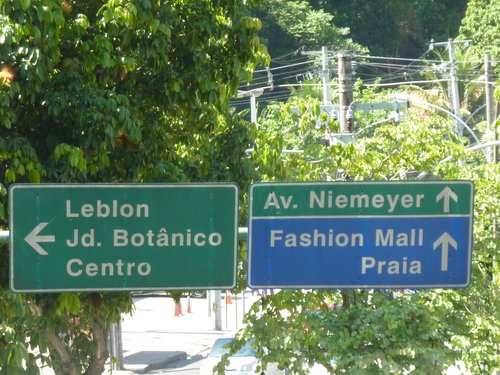 Leblon
Jd. Botânico
Centro
Av. Niemeyer
Fashion Mall
Praia